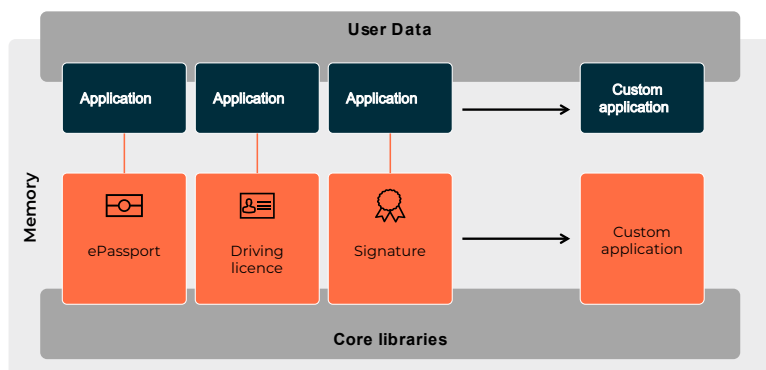 User Data
Application
Application
Application
Custom
application
Memory
ePassport
Driving
licence
Signature
Custom
application
Core libraries